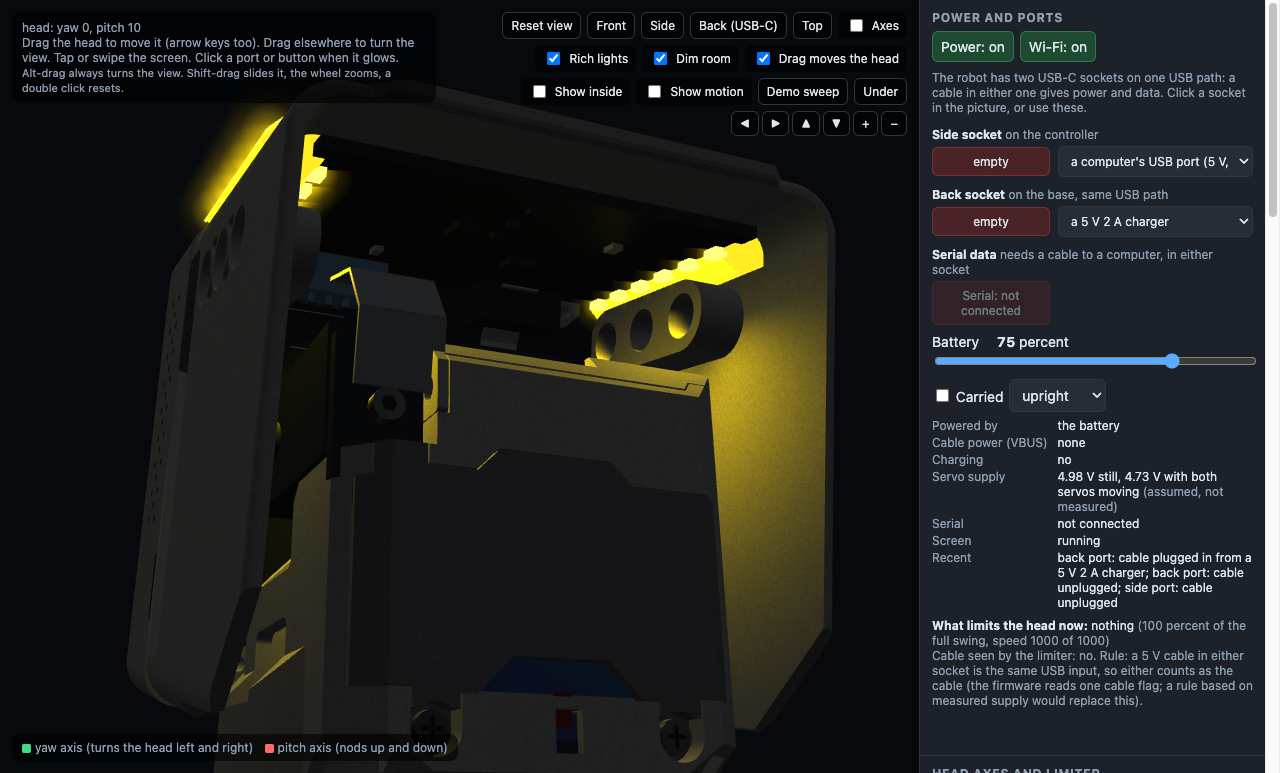 head: yaw 0, pitch 10
Drag the head to move it (arrow keys too). Drag elsewhere to turn the
view. Tap or swipe the screen. Click a port or button when it glows.
Alt-drag always turns the view. Shift-drag slides it, the wheel zooms, a
double click resets.
Reset view
Front
Side
Back (USB-C)
Top
Axes
Rich lights
Dim room
Drag moves the head
Show inside
Show motion
Demo sweep
Under
◄ ► ▲ ▼ + −
yaw axis (turns the head left and right)
pitch axis (nods up and down)
POWER AND PORTS
Power: on
Wi-Fi: on
The robot has two USB-C sockets on one USB path: a
cable in either one gives power and data. Click a socket
in the picture, or use these.
Side socket on the controller
empty
a computer's USB port (5 V,
Back socket on the base, same USB path
empty
a 5 V 2 A charger
Serial data needs a cable to a computer, in either
socket
Serial: not
connected
Battery 75 percent
Carried
upright
Powered by the battery
Cable power (VBUS) none
Charging no
Servo supply 4.98 V still, 4.73 V with both
servos moving (assumed, not
measured)
Serial not connected
Screen running
Recent back port: cable plugged in from a
5 V 2 A charger; back port: cable
unplugged; side port: cable
unplugged
What limits the head now: nothing (100 percent of the
full swing, speed 1000 of 1000)
Cable seen by the limiter: no. Rule: a 5 V cable in either
socket is the same USB input, so either counts as the
cable (the firmware reads one cable flag; a rule based on
measured supply would replace this).
HEAD AXES AND LIMITER